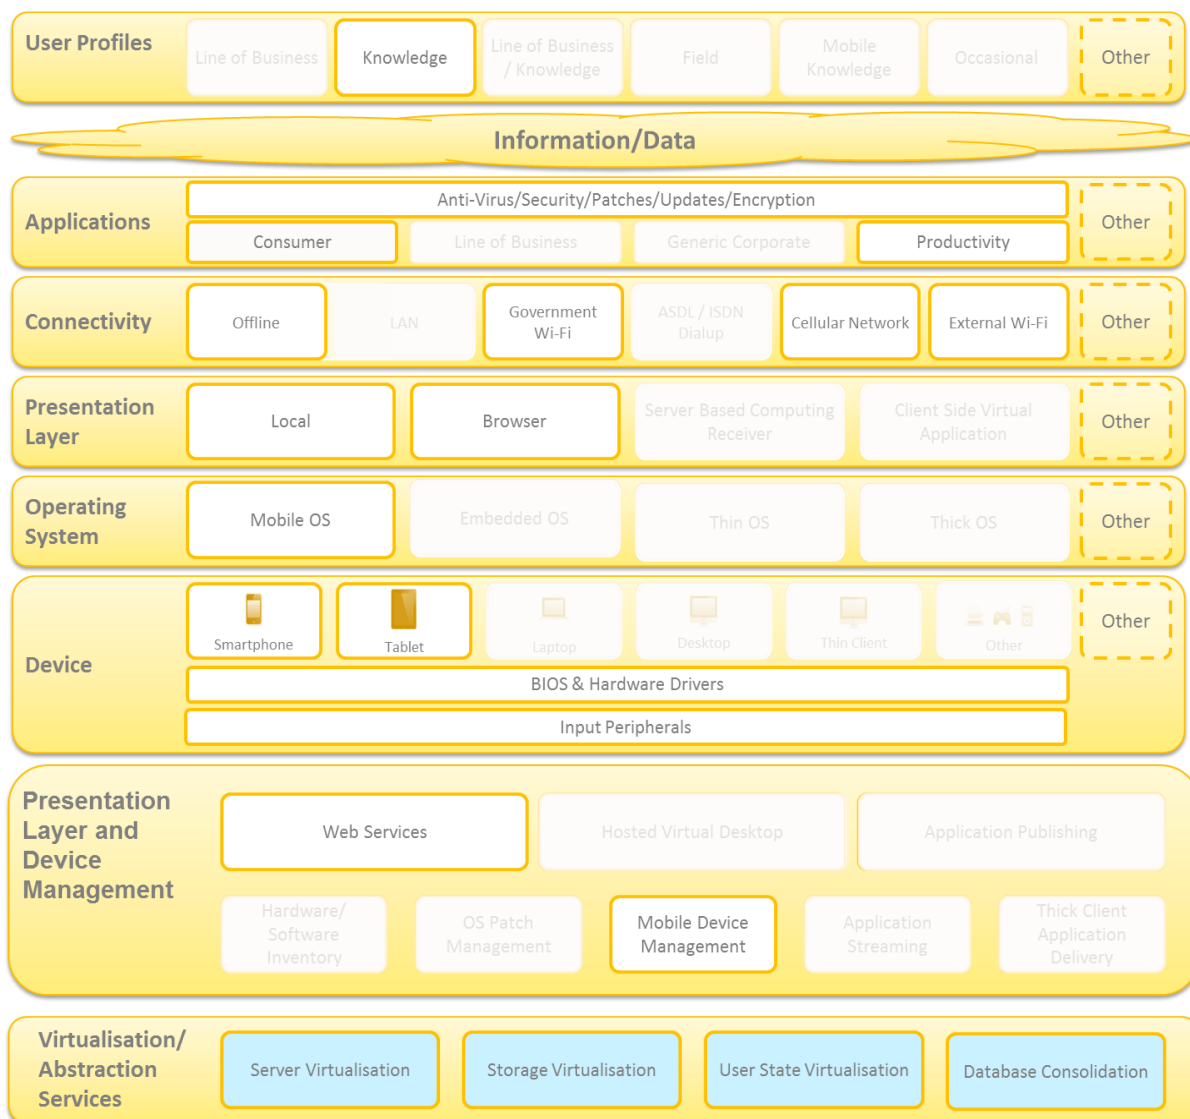 User Profiles
Line of Business
Knowledge
Line of Business
/ Knowledge
Field
Mobile
Knowledge
Occasional
Other
Information/Data
Applications
Anti-Virus/Security/Patches/Updates/Encryption
Consumer
Line of Business
Generic Corporate
Productivity
Other
Connectivity
Offline
LAN
Government
Wi-Fi
ASDL / ISDN
Dialup
Cellular Network
External Wi-Fi
Other
Presentation
Layer
Local
Browser
Server Based Computing
Receiver
Client Side Virtual
Application
Other
Operating
System
Mobile OS
Embedded OS
Thin OS
Thick OS
Other
Device
Smartphone
Tablet
Laptop
Desktop
Thin Client
Other
Other
BIOS & Hardware Drivers
Input Peripherals
Presentation
Layer and
Device
Management
Web Services
Hosted Virtual Desktop
Application Publishing
Hardware/
Software
Inventory
OS Patch
Management
Mobile Device
Management
Application
Streaming
Thick Client
Application
Delivery
Virtualisation/
Abstraction
Services
Server Virtualisation
Storage Virtualisation
User State Virtualisation
Database Consolidation